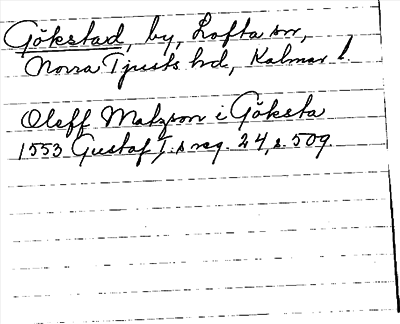 Gökstad, by, Lofta sn,
Norra Tjusts hd, Kalmar l.
Oleff Matzson i Göksta
1553 Gustaf I:s reg. 24, s. 509.